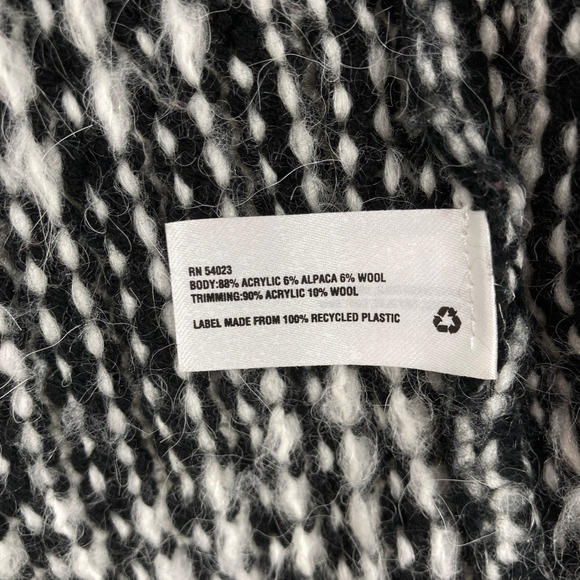 RN 54023
BODY:88% ACRYLIC 6% ALPACA 6% WOOL
TRIMMING:90% ACRYLIC 10% WOOL
LABEL MADE FROM 100% RECYCLED PLASTIC